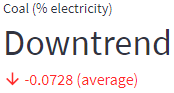 Coal (% electricity)
Downtrend
↓ -0.0728 (average)